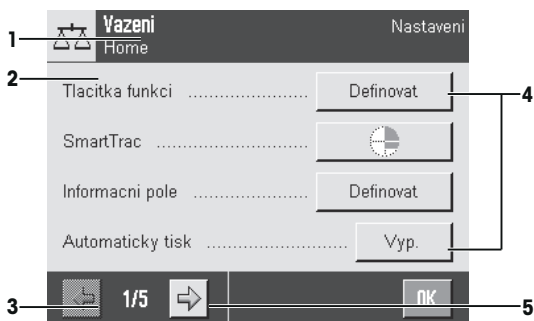 Vazeni
Home
Nastaveni
1
2
Tlacitka funkci ........................ Definovat
4
SmartTrac ..............................
Informacni pole ....................... Definovat
Automaticky tisk ............................ Vyp.
3
1/5
OK
5